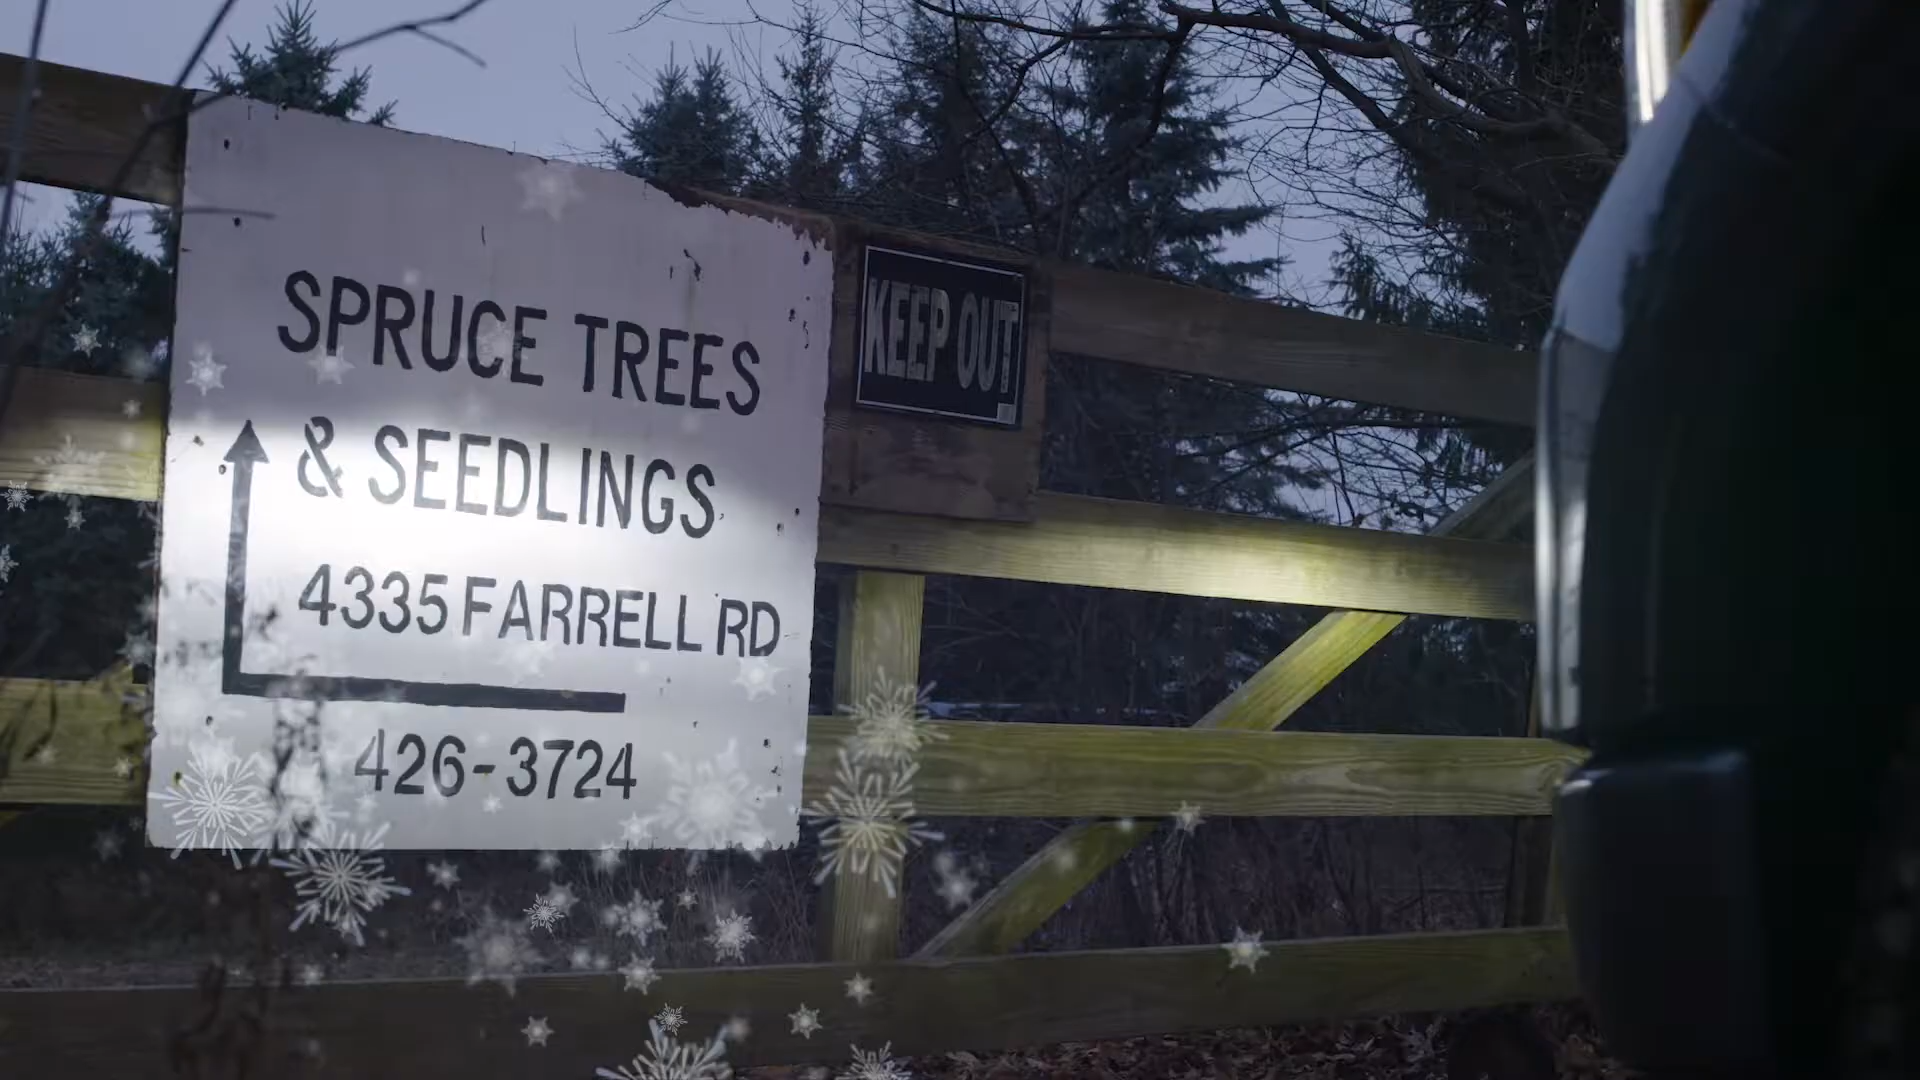 SPRUCE TREES
& SEEDLINGS
4335 FARRELL RD
426-3724
KEEP OUT